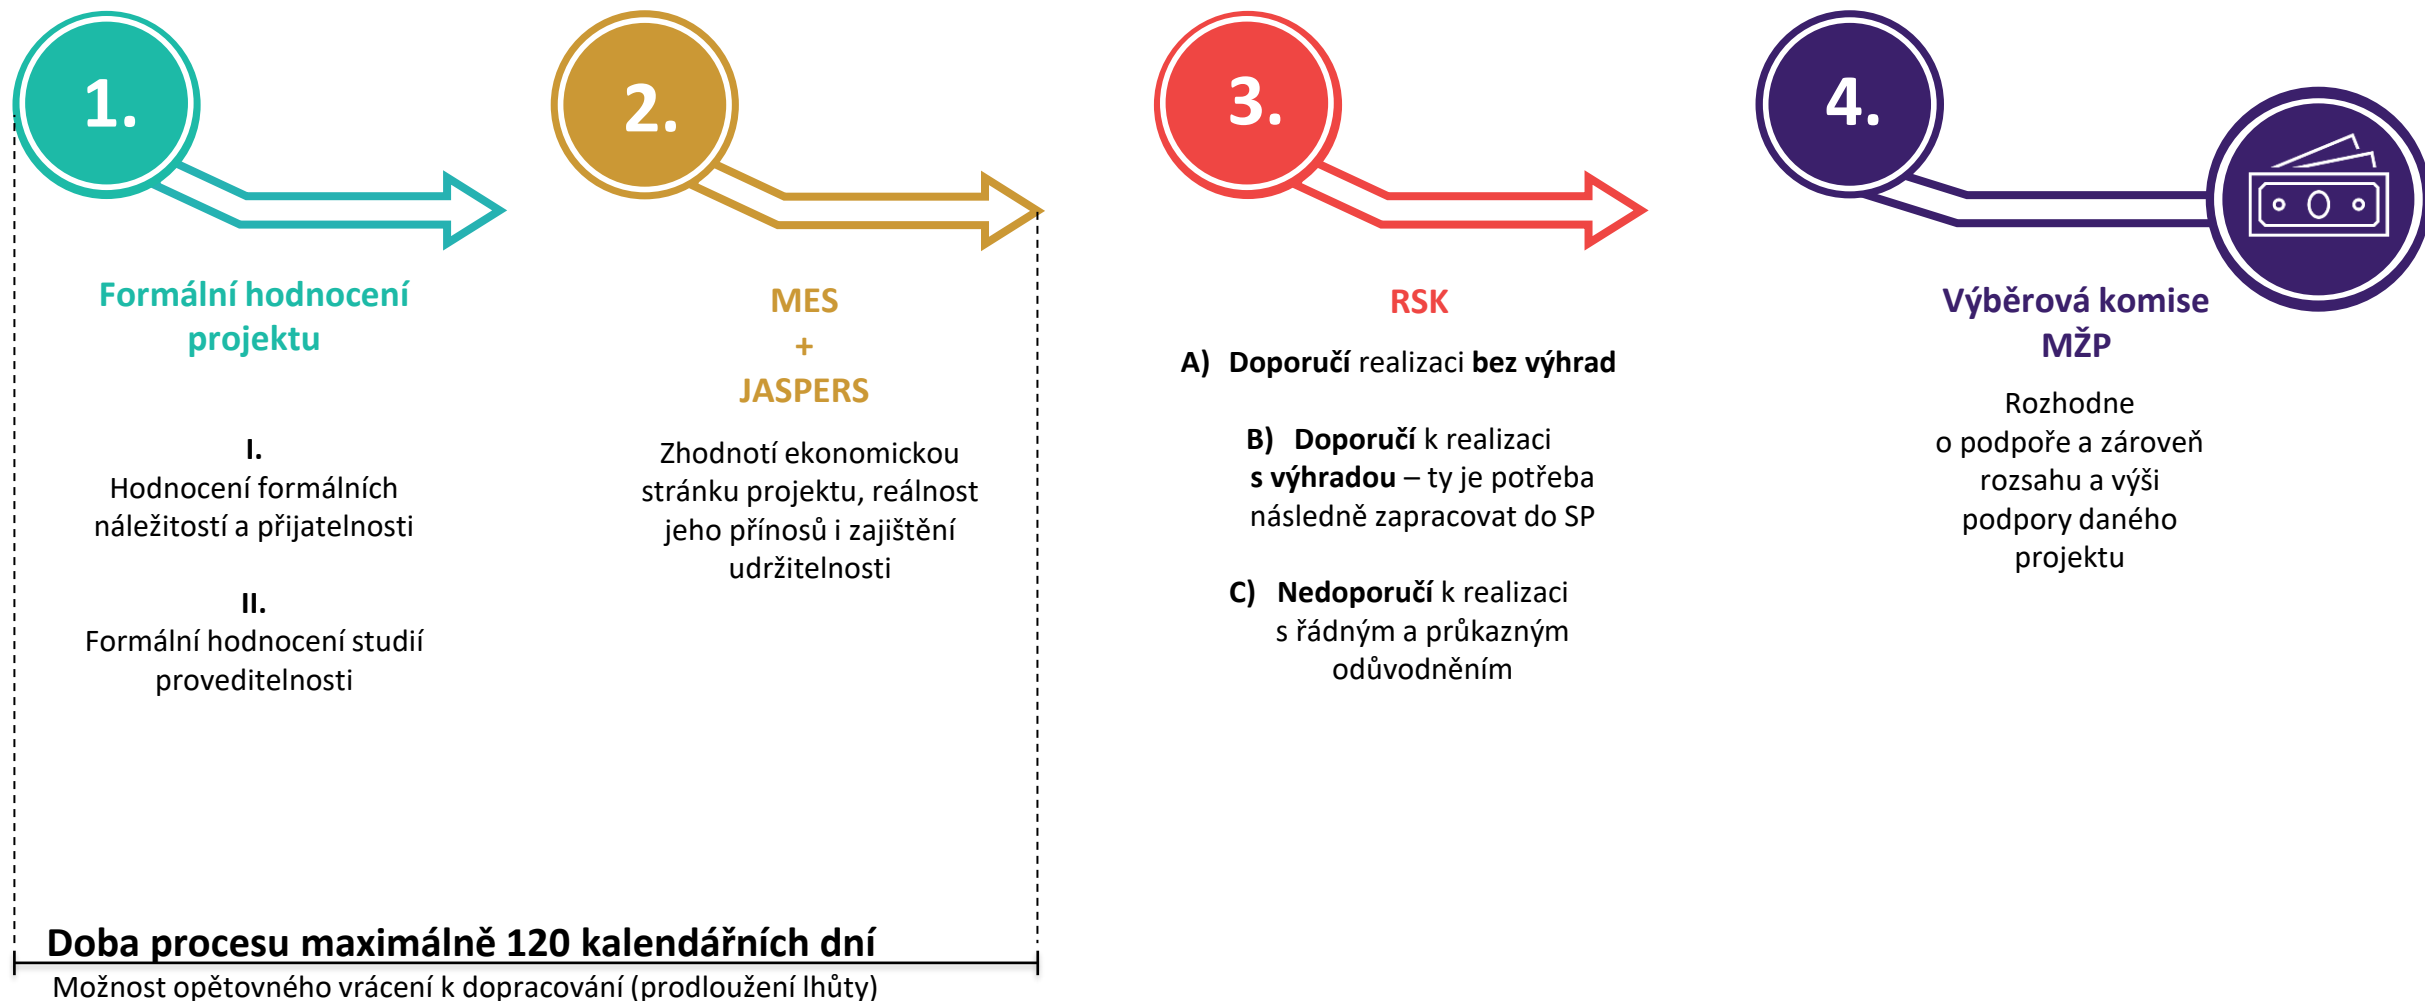 1.
Formální hodnocení
projektu
I.
Hodnocení formálních
náležitostí a přijatelnosti
II.
Formální hodnocení studií
proveditelnosti
2.
MES
+
JASPERS
Zhodnotí ekonomickou
stránku projektu, reálnost
jeho přínosů i zajištění
udržitelnosti
3.
RSK
A) Doporučí realizaci bez výhrad
B) Doporučí k realizaci
s výhradou – ty je potřeba
následně zapracovat do SP
C) Nedoporučí k realizaci
s řádným a průkazným
odůvodněním
4.
Výběrová komise
MŽP
Rozhodne
o podpoře a zároveň
rozsahu a výši
podpory daného
projektu
Doba procesu maximálně 120 kalendářních dní
Možnost opětovného vrácení k dopracování (prodloužení lhůty)